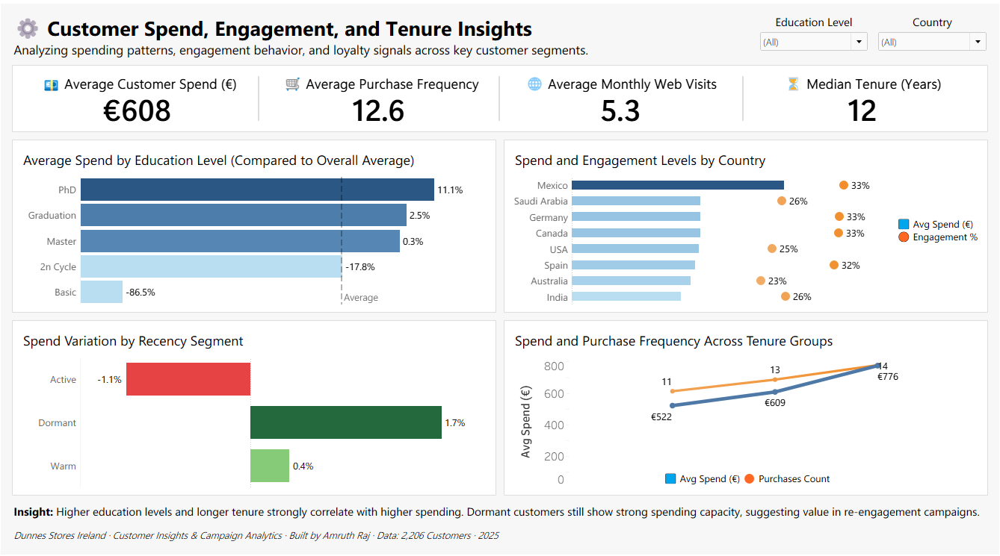 Customer Spend, Engagement, and Tenure Insights
Analyzing spending patterns, engagement behavior, and loyalty signals across key customer segments.
Education Level
(All)
Country
(All)
Average Customer Spend (€)
€608
Average Purchase Frequency
12.6
Average Monthly Web Visits
5.3
Median Tenure (Years)
12
Average Spend by Education Level (Compared to Overall Average)
PhD 11.1%
Graduation 2.5%
Master 0.3%
2n Cycle -17.8%
Basic -86.5%
Average
Spend and Engagement Levels by Country
Mexico 33%
Saudi Arabia 26%
Germany 33%
Canada 33%
USA 25%
Spain 32%
Australia 23%
India 26%
Avg Spend (€)
Engagement %
Spend Variation by Recency Segment
Active -1.1%
Dormant 1.7%
Warm 0.4%
Spend and Purchase Frequency Across Tenure Groups
Avg Spend (€)
800
600
400
200
0
11
13
14
€522
€609
€776
Avg Spend (€) Purchases Count
Insight: Higher education levels and longer tenure strongly correlate with higher spending. Dormant customers still show strong spending capacity, suggesting value in re-engagement campaigns.
Dunnes Stores Ireland · Customer Insights & Campaign Analytics · Built by Amruth Raj · Data: 2,206 Customers · 2025